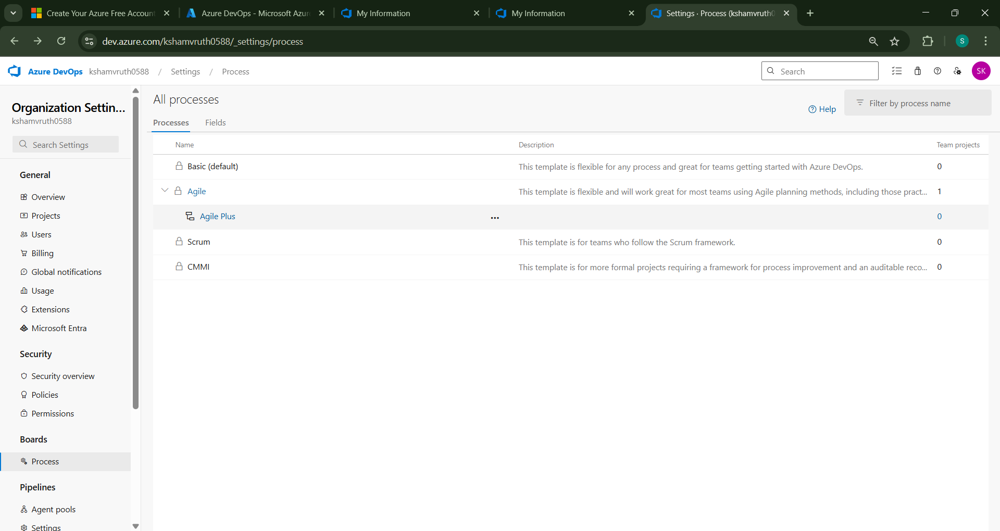 Create Your Azure Free Account
Azure DevOps - Microsoft Azur
My Information
My Information
Settings · Process (kshamvruth0
dev.azure.com/kshamvruth0588/_settings/process
S
Azure DevOps kshamvruth0588 / Settings / Process
Search
SK
Organization Settin...
kshamvruth0588
Search Settings
General
Overview
Projects
Users
Billing
Global notifications
Usage
Extensions
Microsoft Entra
Security
Security overview
Policies
Permissions
Boards
Process
Pipelines
Agent pools
Settings
All processes
Help
Filter by process name
Processes Fields
Name Description Team projects
Basic (default) This template is flexible for any process and great for teams getting started with Azure DevOps. 0
Agile This template is flexible and will work great for most teams using Agile planning methods, including those pract... 1
Agile Plus ... 0
Scrum This template is for teams who follow the Scrum framework. 0
CMMI This template is for more formal projects requiring a framework for process improvement and an auditable reco... 0